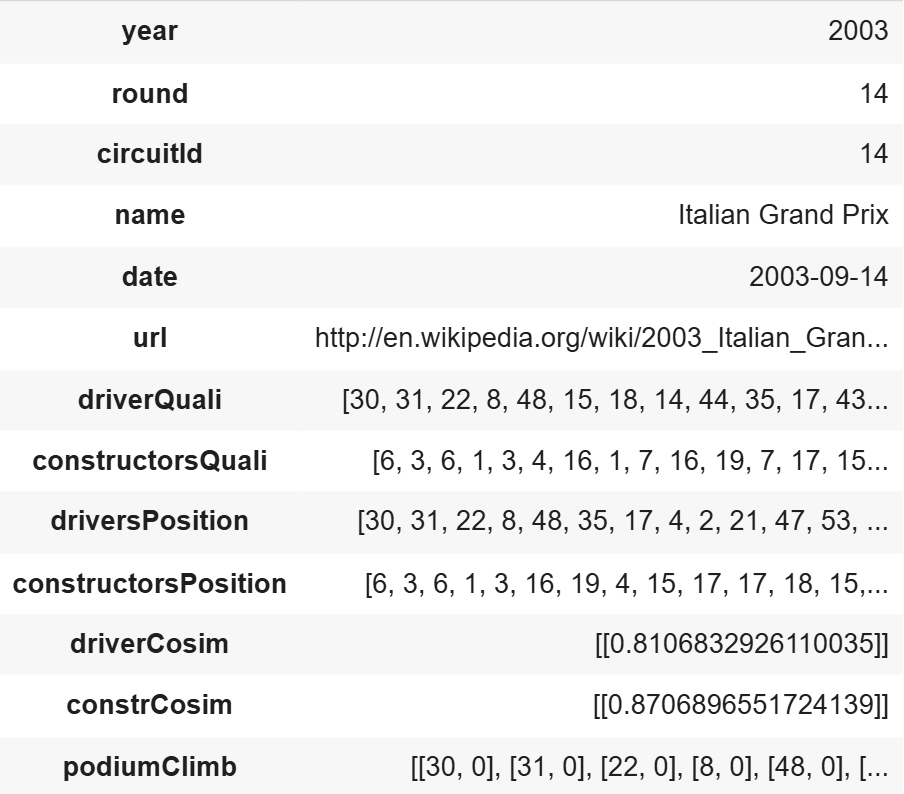 year 2003
round 14
circuitId 14
name Italian Grand Prix
date 2003-09-14
url http://en.wikipedia.org/wiki/2003_Italian_Gran...
driverQuali [30, 31, 22, 8, 48, 15, 18, 14, 44, 35, 17, 43...
constructorsQuali [6, 3, 6, 1, 3, 4, 16, 1, 7, 16, 19, 7, 17, 15...
driversPosition [30, 31, 22, 8, 48, 35, 17, 4, 2, 21, 47, 53, ...
constructorsPosition [6, 3, 6, 1, 3, 16, 19, 4, 15, 17, 17, 18, 15,...
driverCosim [[0.8106832926110035]]
constrCosim [[0.8706896551724139]]
podiumClimb [[30, 0], [31, 0], [22, 0], [8, 0], [48, 0], [...